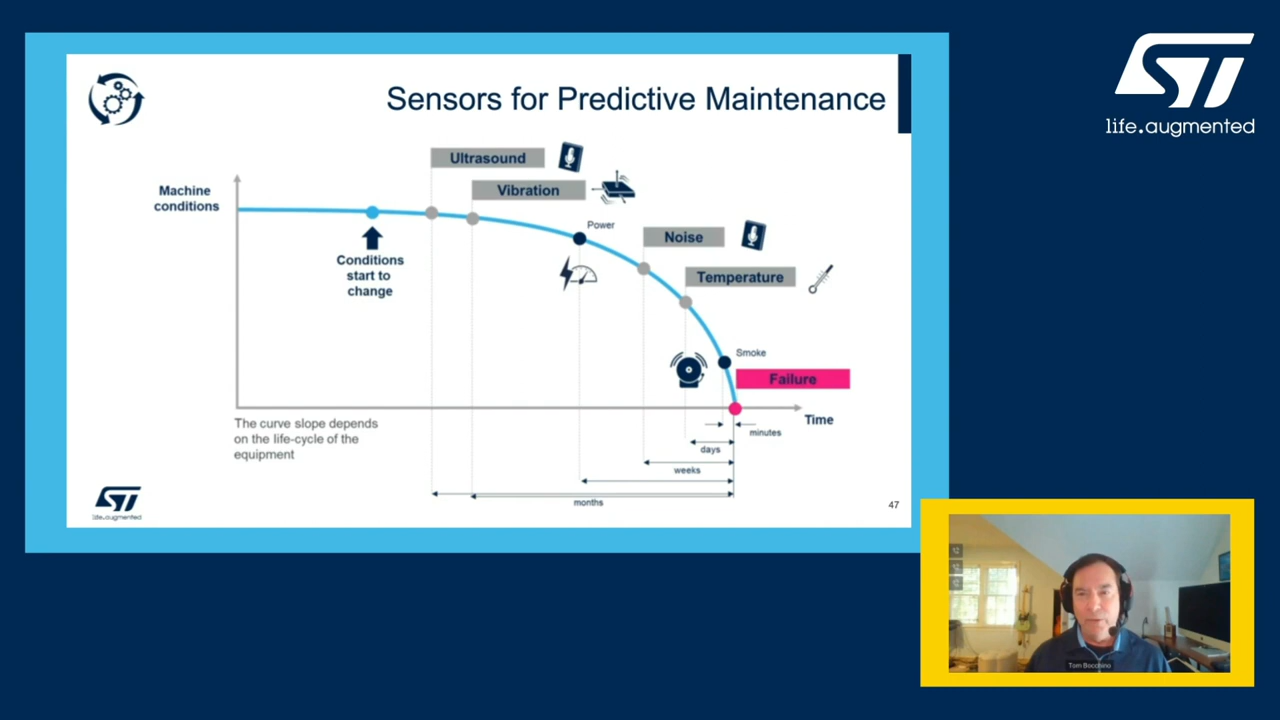 Sensors for Predictive Maintenance
ST
life.augmented
Ultrasound
Vibration
Machine
conditions
Power
Noise
Conditions
start to
change
Temperature
Smoke
Failure
Time
The curve slope depends
on the life-cycle of the
equipment
minutes
days
weeks
months
ST
life.augmented
47
Tom Bocchino